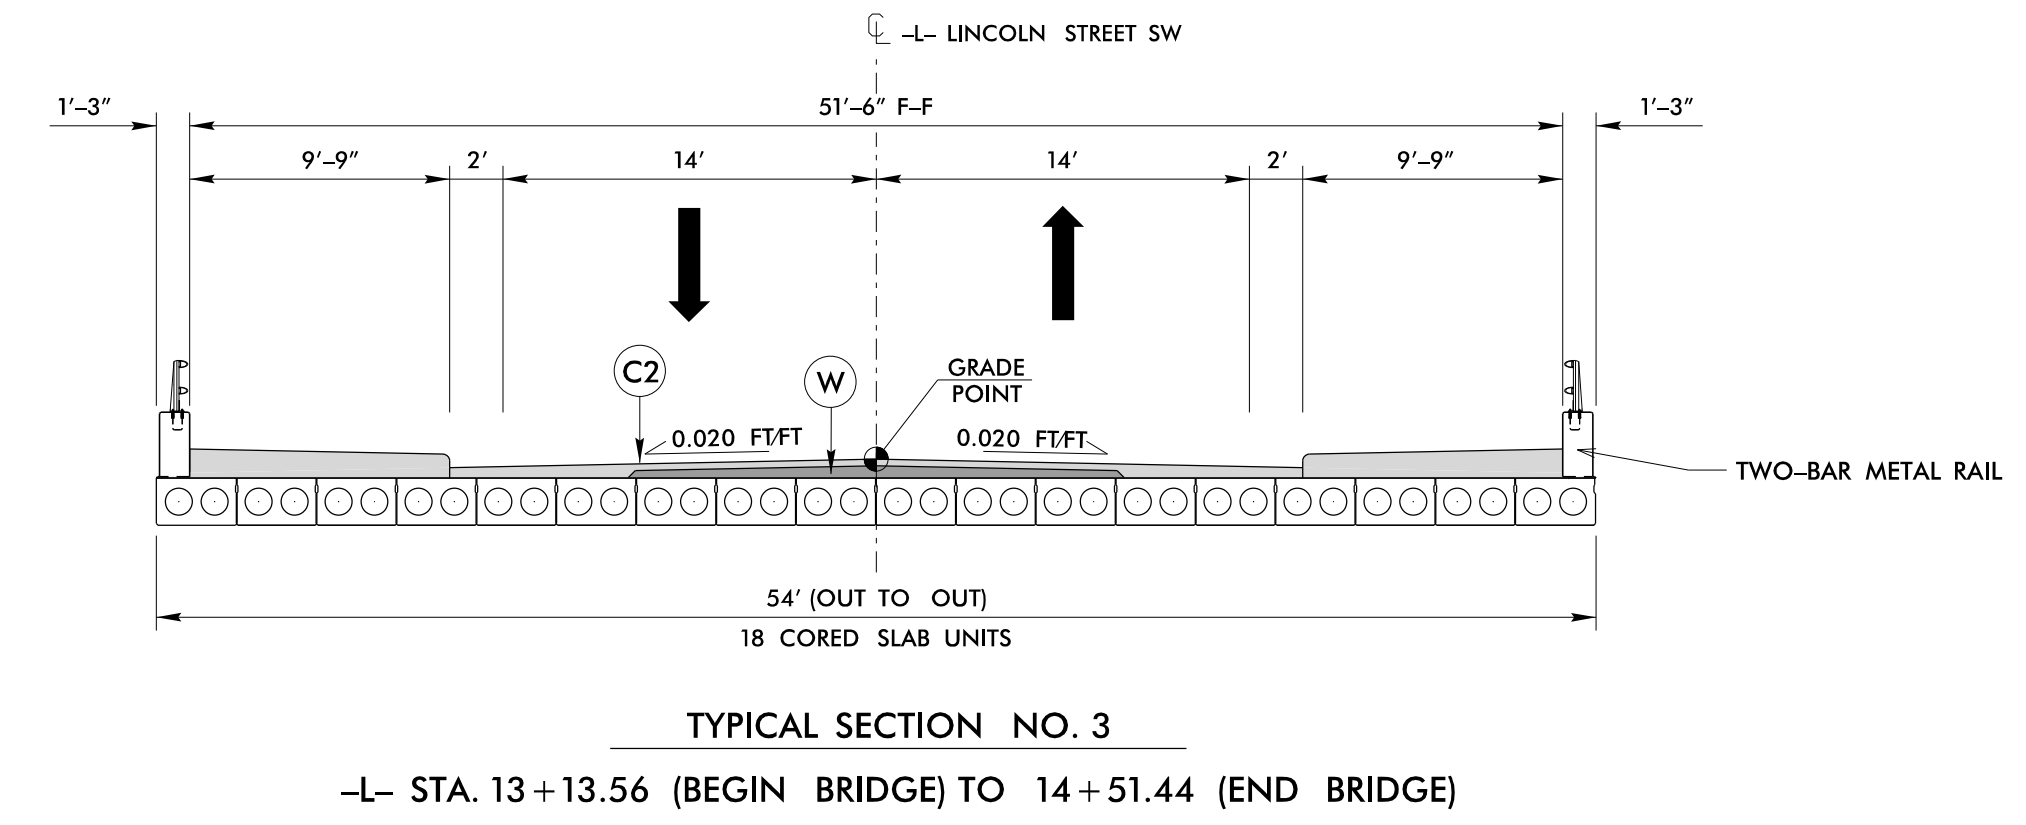 ℄ –L– LINCOLN STREET SW
1'–3" 51'–6" F–F 1'–3"
9'–9" 2' 14' 14' 2' 9'–9"
C2 W GRADE
POINT
0.020 FT/FT 0.020 FT/FT
TWO–BAR METAL RAIL
54' (OUT TO OUT)
18 CORED SLAB UNITS
TYPICAL SECTION NO. 3
–L– STA. 13+13.56 (BEGIN BRIDGE) TO 14+51.44 (END BRIDGE)